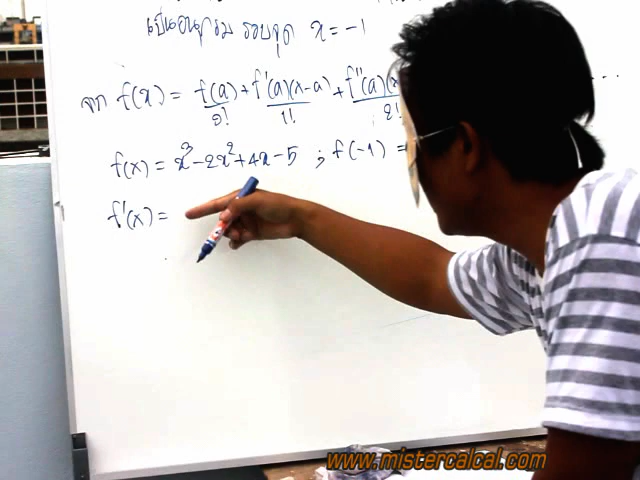 เป็นอนุกรม รอบจุด x = -1
จาก f(x) = f(a)/0! + f'(a)(x-a)/1! + f''(a)(x/2! ...
f(x) = x³ - 2x² + 4x - 5 ; f(-1) =
f'(x) =
www.mistercalcal.com